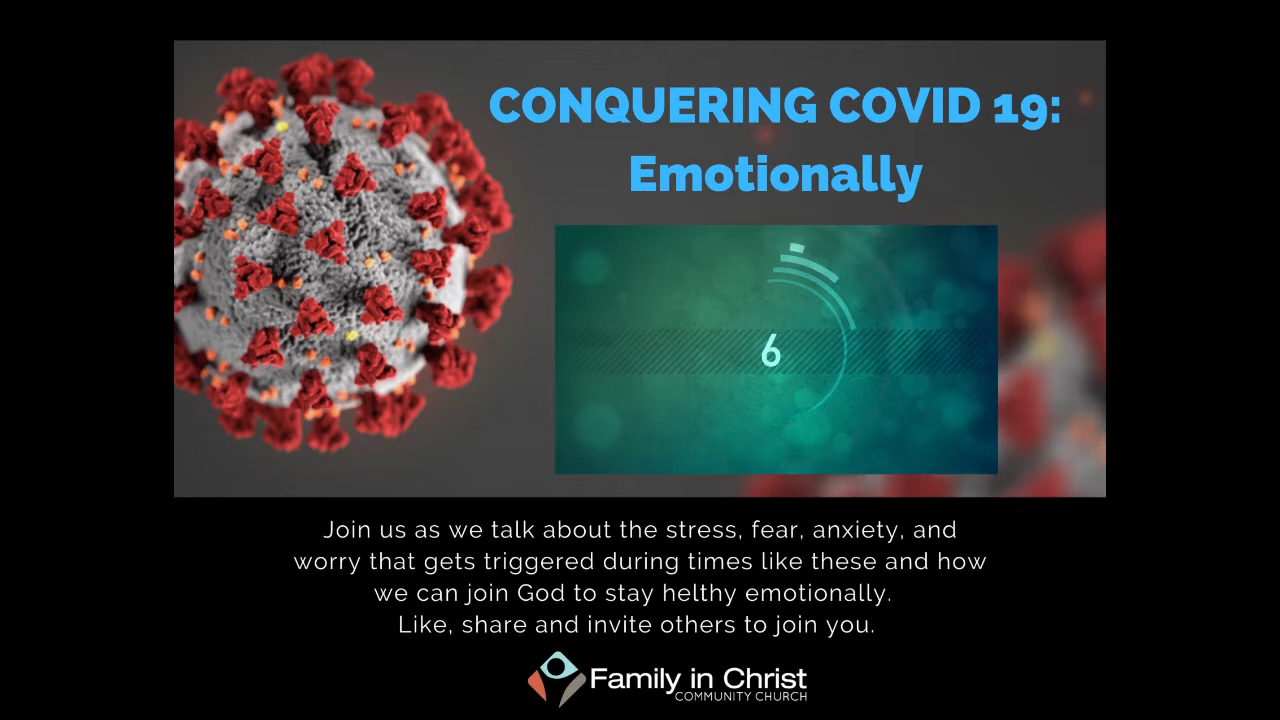 CONQUERING COVID 19:
Emotionally
6
Join us as we talk about the stress, fear, anxiety, and
worry that gets triggered during times like these and how
we can join God to stay helthy emotionally.
Like, share and invite others to join you.
Family in Christ
COMMUNITY CHURCH